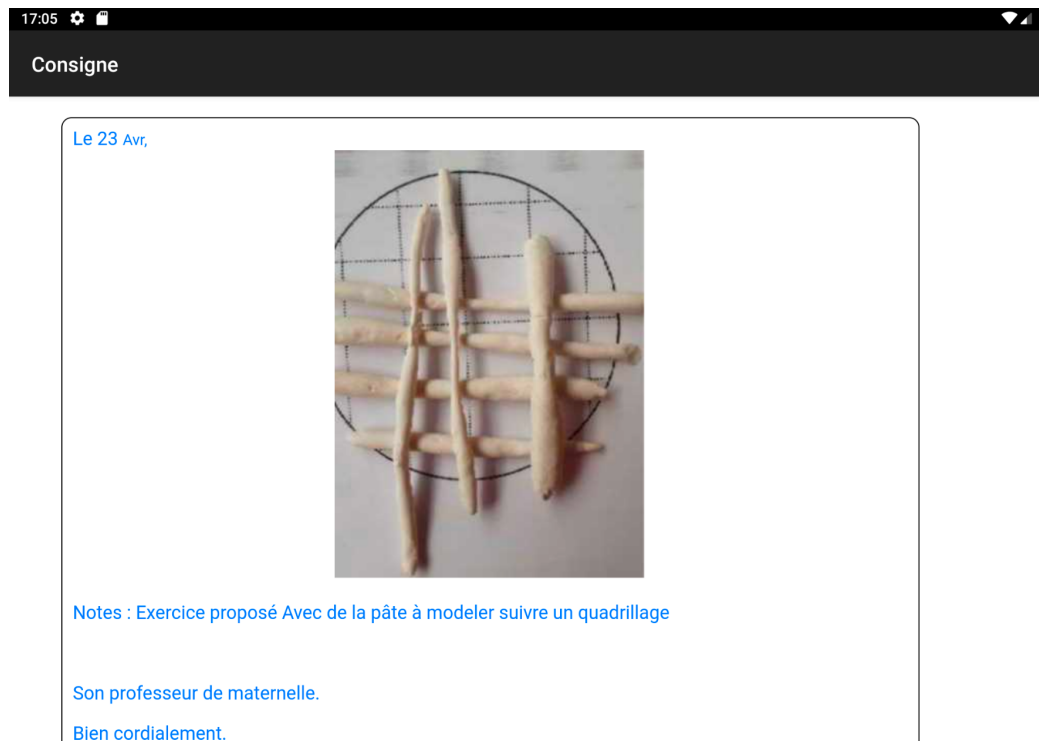 17:05
Consigne
Le 23 Avr,
Notes : Exercice proposé Avec de la pâte à modeler suivre un quadrillage
Son professeur de maternelle.
Bien cordialement.